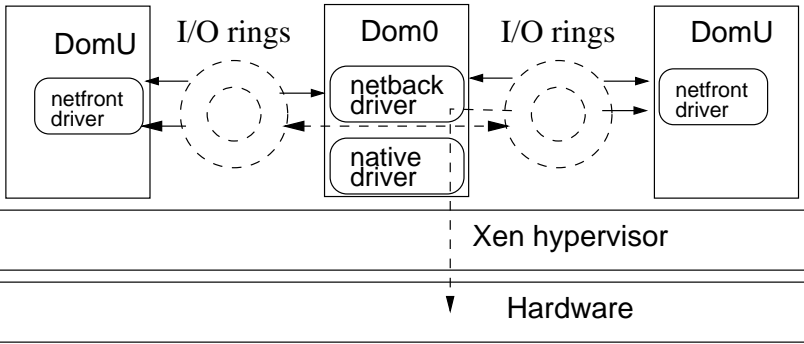 DomU
I/O rings
Dom0
I/O rings
DomU
netfront
driver
netback
driver
netfront
driver
native
driver
Xen hypervisor
Hardware